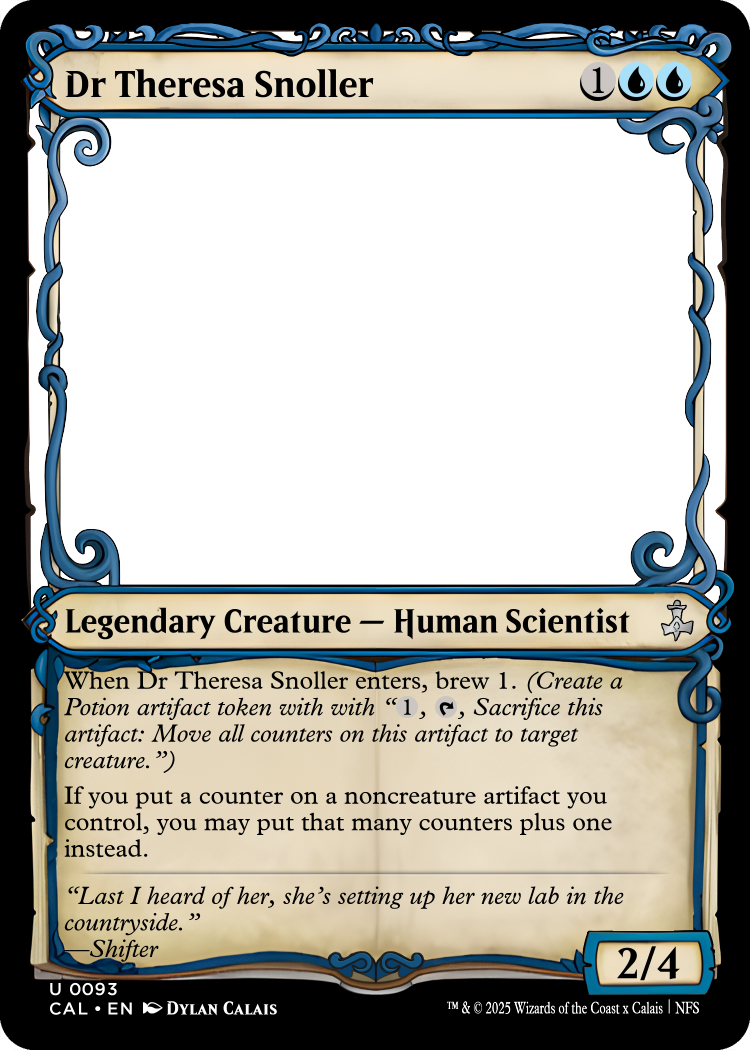 Dr Theresa Snoller 1
Legendary Creature — Human Scientist
When Dr Theresa Snoller enters, brew 1. (Create a
Potion artifact token with with “1, , Sacrifice this
artifact: Move all counters on this artifact to target
creature.”)
If you put a counter on a noncreature artifact you
control, you may put that many counters plus one
instead.
“Last I heard of her, she’s setting up her new lab in the
countryside.”
—Shifter
2/4
U 0093
CAL • EN DYLAN CALAIS
™ & © 2025 Wizards of the Coast x Calais | NFS